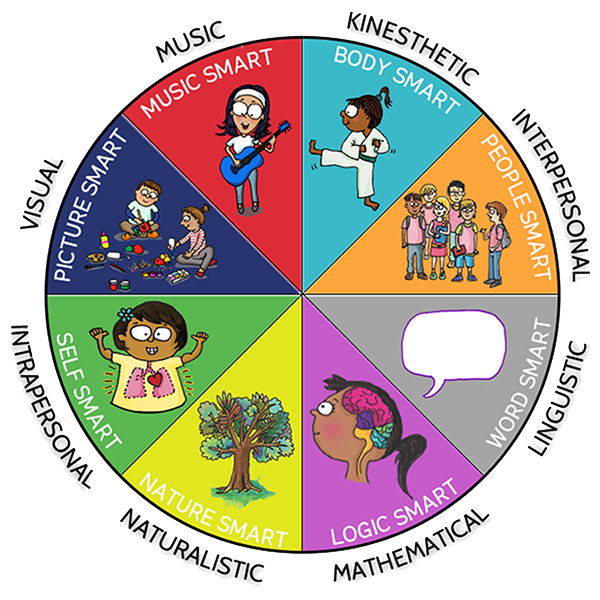 MUSIC
MUSIC SMART
KINESTHETIC
BODY SMART
INTERPERSONAL
PEOPLE SMART
LINGUISTIC
WORD SMART
MATHEMATICAL
LOGIC SMART
NATURALISTIC
NATURE SMART
INTRAPERSONAL
SELF SMART
VISUAL
PICTURE SMART